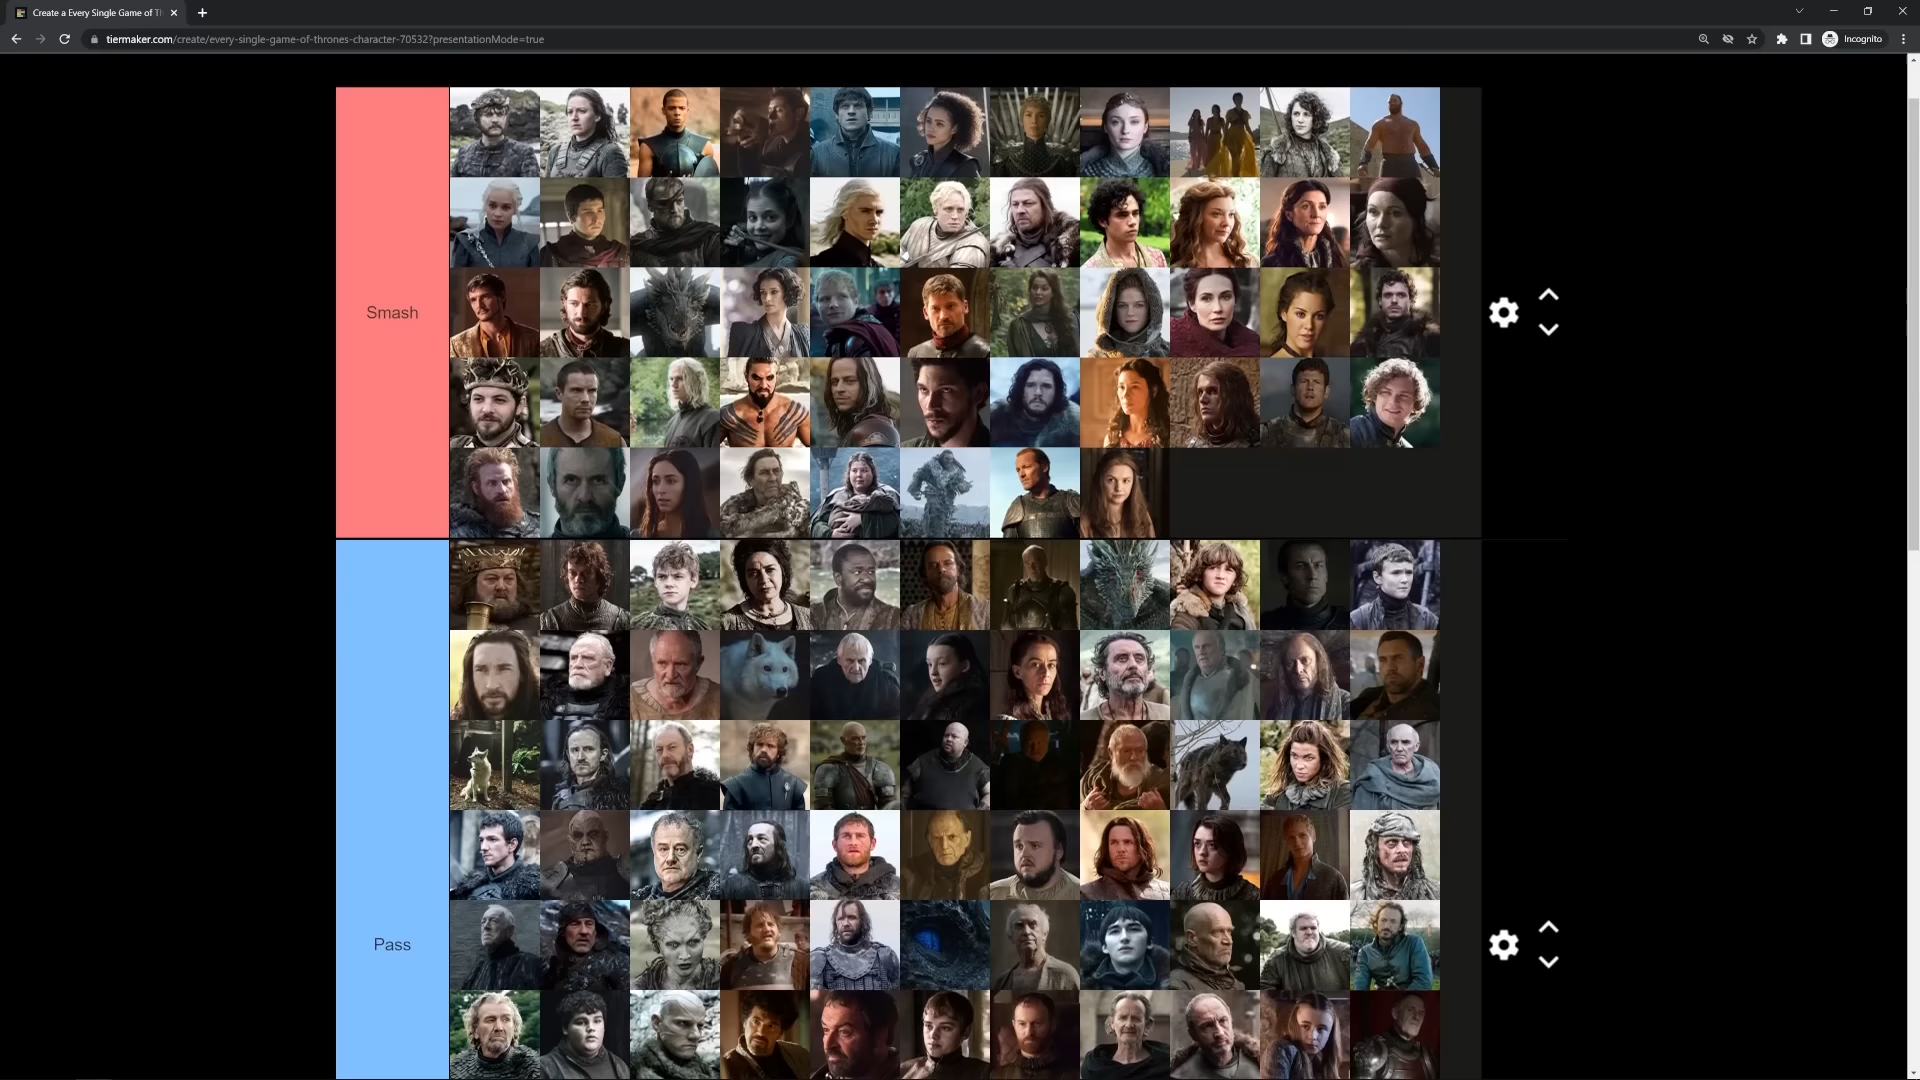 Create a Every Single Game of Th
tiermaker.com/create/every-single-game-of-thrones-character-70532?presentationMode=true
Incognito
Smash
Pass